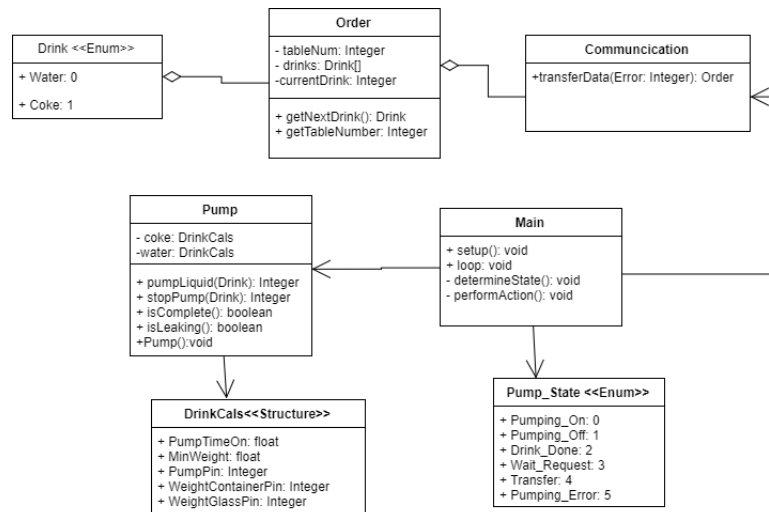 Drink <<Enum>>
+ Water: 0
+ Coke: 1
Order
- tableNum: Integer
- drinks: Drink[]
-currentDrink: Integer
+ getNextDrink(): Drink
+ getTableNumber: Integer
Communcication
+transferData(Error: Integer): Order
Pump
- coke: DrinkCals
-water: DrinkCals
+ pumpLiquid(Drink): Integer
+ stopPump(Drink): Integer
+ isComplete(): boolean
+ isLeaking(): boolean
+Pump():void
Main
+ setup(): void
+ loop: void
- determineState(): void
- performAction(): void
DrinkCals<<Structure>>
+ PumpTimeOn: float
+ MinWeight: float
+ PumpPin: Integer
+ WeightContainerPin: Integer
+ WeightGlassPin: Integer
Pump_State <<Enum>>
+ Pumping_On: 0
+ Pumping_Off: 1
+ Drink_Done: 2
+ Wait_Request: 3
+ Transfer: 4
+ Pumping_Error: 5